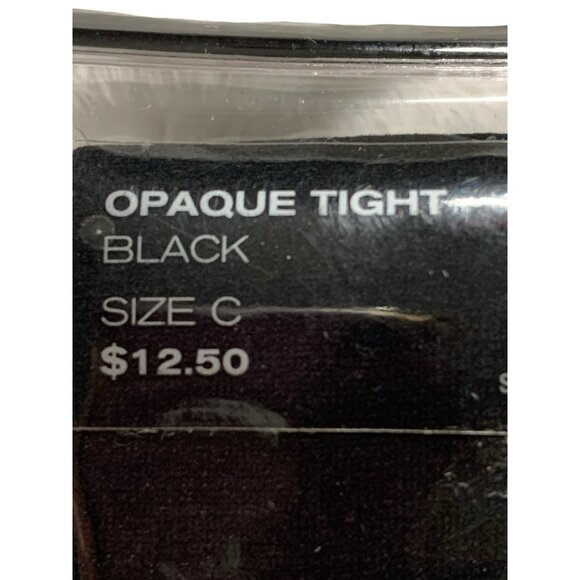 OPAQUE TIGHT
BLACK
SIZE C
$12.50